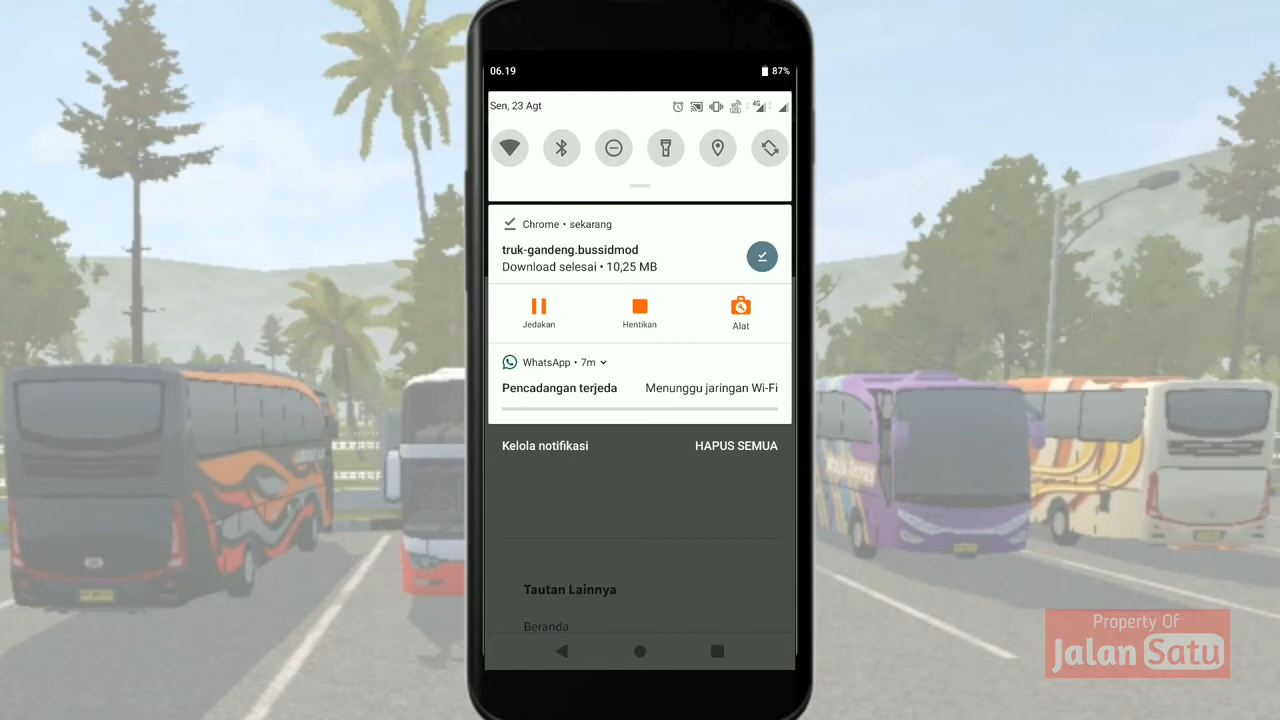 06.19
87%
Sen, 23 Agt
4G
Chrome • sekarang
truk-gandeng.bussidmod
Download selesai • 10,25 MB
Jedakan
Hentikan
Alat
WhatsApp • 7m
Pencadangan terjeda
Menunggu jaringan Wi-Fi
Kelola notifikasi
HAPUS SEMUA
Tautan Lainnya
Beranda
Property Of
Jalan Satu